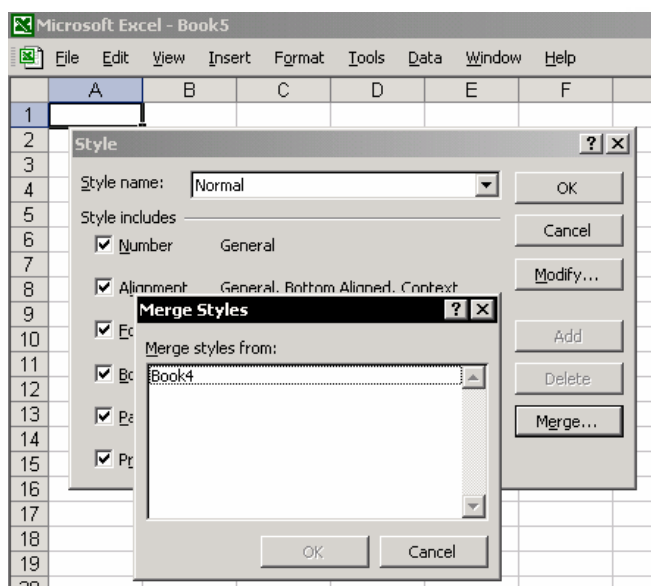 Microsoft Excel - Book5
File Edit View Insert Format Tools Data Window Help
A B C D E F
1
2
Style
3
4
Style name: Normal OK
5
Style includes
6
Number General Cancel
7
8
Alignment General, Bottom Aligned, Context Modify...
9
Merge Styles
10
Merge styles from: Add
11
Book4
12
Delete
13
Merge...
14
15
Pr
16
17
18
OK Cancel
19